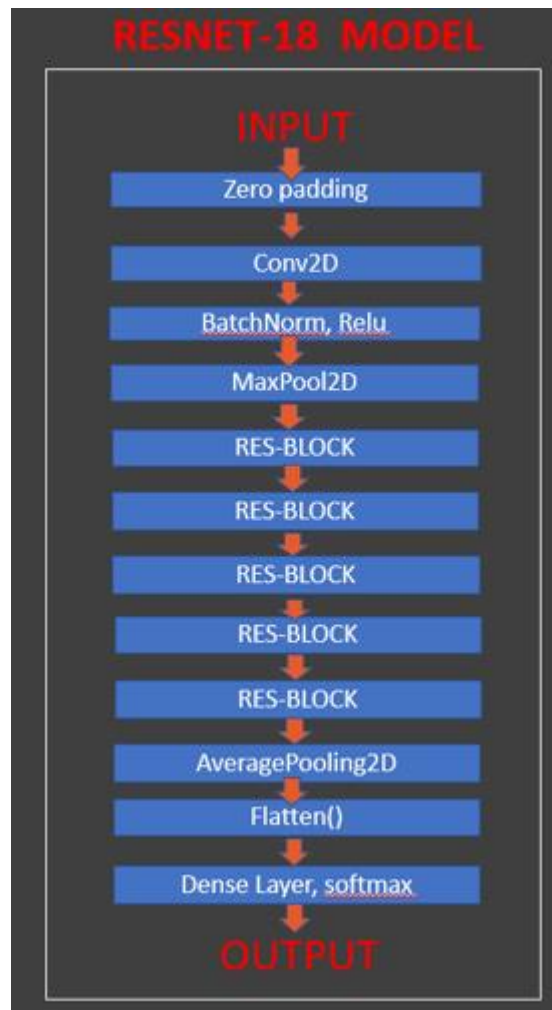 RESNET-18 MODEL
INPUT
Zero padding
Conv2D
BatchNorm, Relu
MaxPool2D
RES-BLOCK
RES-BLOCK
RES-BLOCK
RES-BLOCK
RES-BLOCK
AveragePooling2D
Flatten()
Dense Layer, softmax
OUTPUT